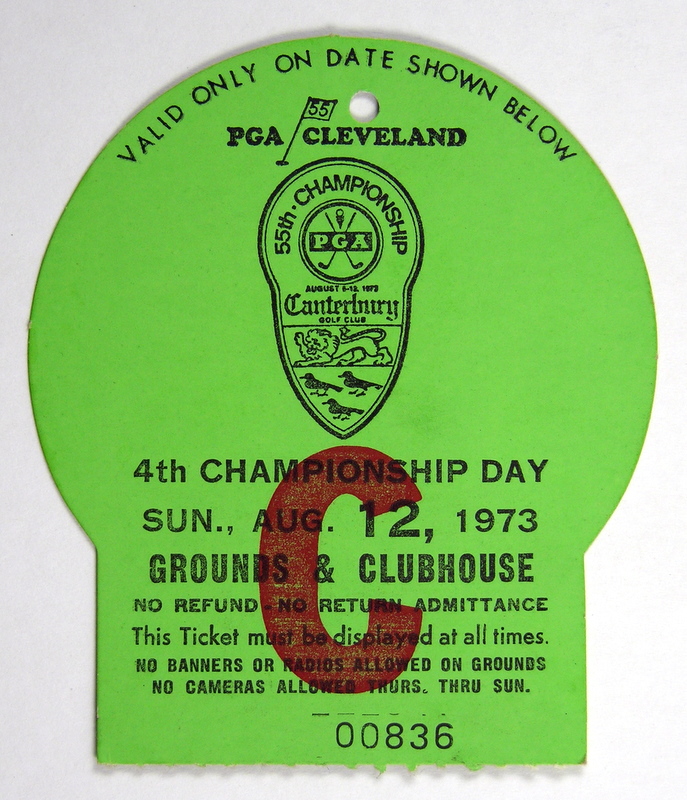 VALID ONLY ON DATE SHOWN BELOW
55
PGA CLEVELAND
55th · CHAMPIONSHIP
PGA
AUGUST 6-12, 1973
Canterbury
GOLF CLUB
4th CHAMPIONSHIP DAY
SUN., AUG. 12, 1973
GROUNDS & CLUBHOUSE
C
NO REFUND - NO RETURN ADMITTANCE
This Ticket must be displayed at all times.
NO BANNERS OR RADIOS ALLOWED ON GROUNDS
NO CAMERAS ALLOWED THURS. THRU SUN.
00836